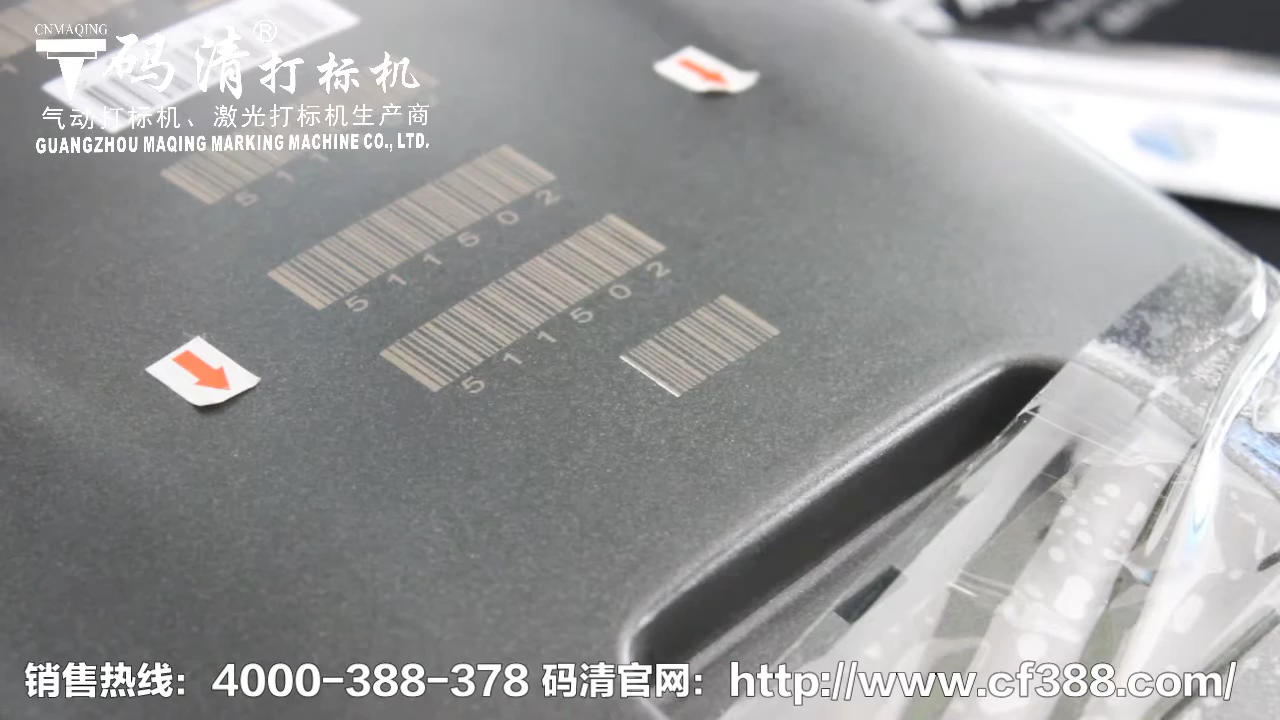 CNMAQING
码清打标机®
气动打标机、激光打标机生产商
GUANGZHOU MAQING MARKING MACHINE CO., LTD.
511
511502
511502
销售热线：4000-388-378 码清官网：http://www.cf388.com/